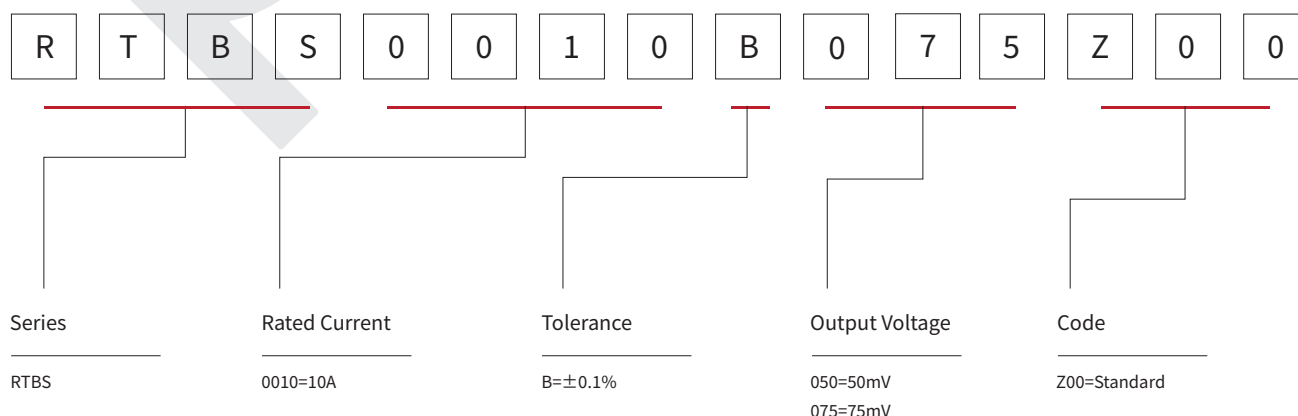 R T B S 0 0 1 0 B 0 7 5 Z 0 0
Series Rated Current Tolerance Output Voltage Code
RTBS 0010=10A B=±0.1% 050=50mV Z00=Standard
075=75mV